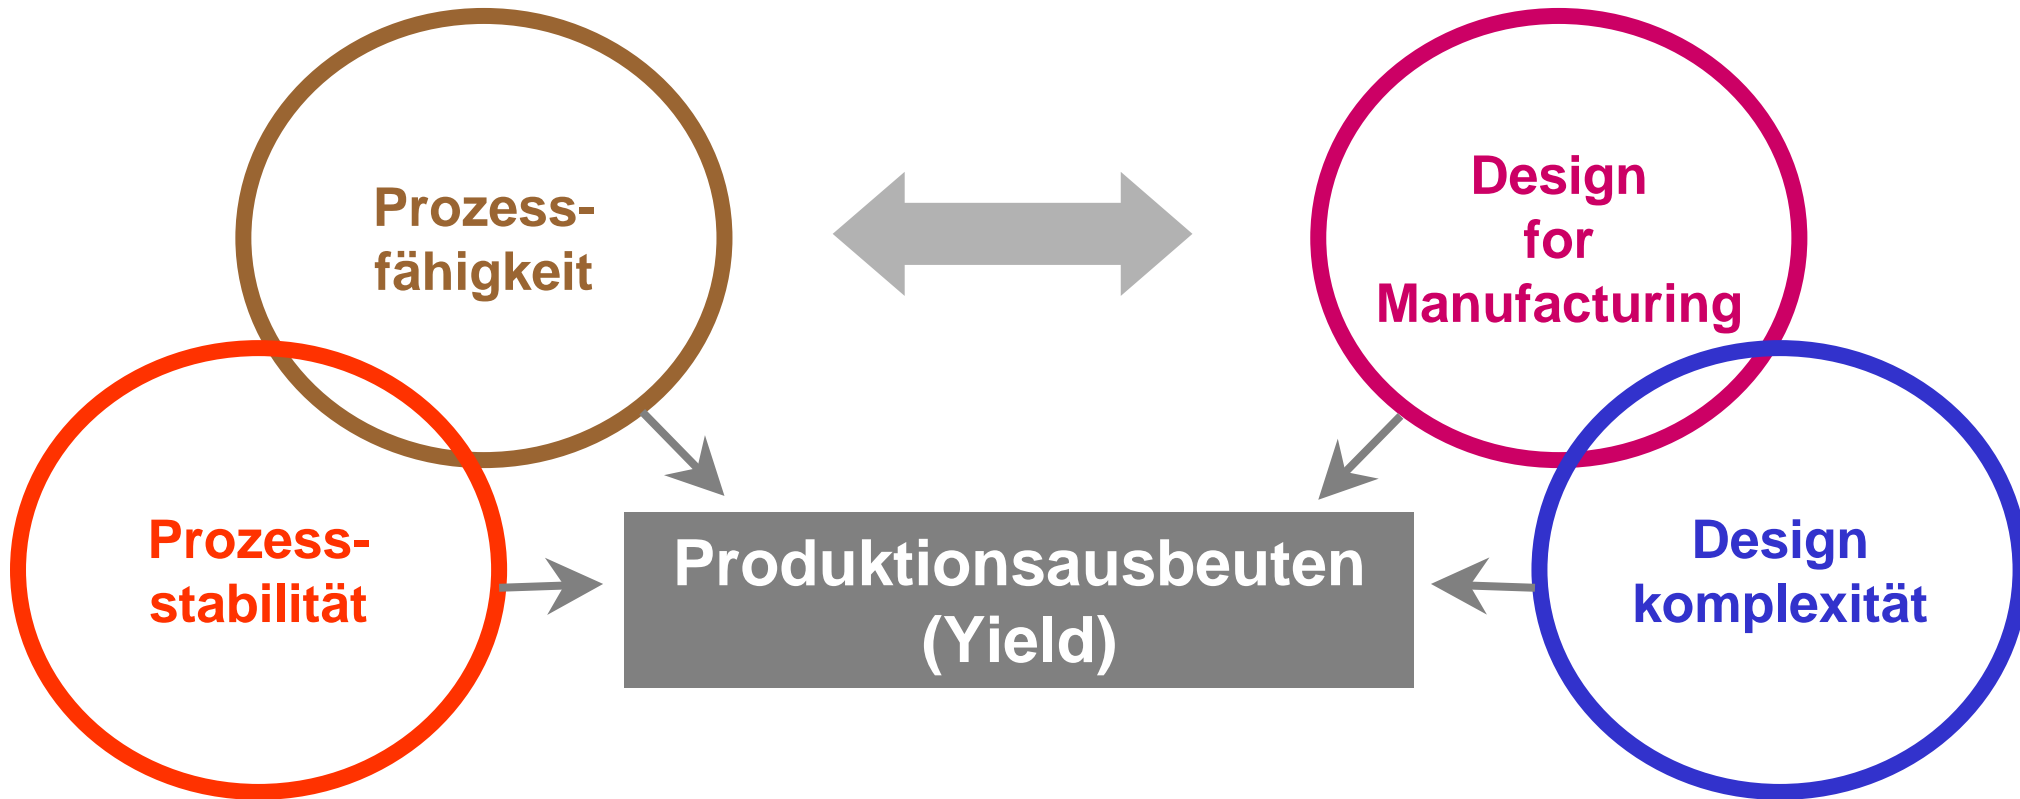 Prozess-
fähigkeit
Design
for
Manufacturing
Prozess-
stabilität
Produktionsausbeuten
(Yield)
Design
komplexität